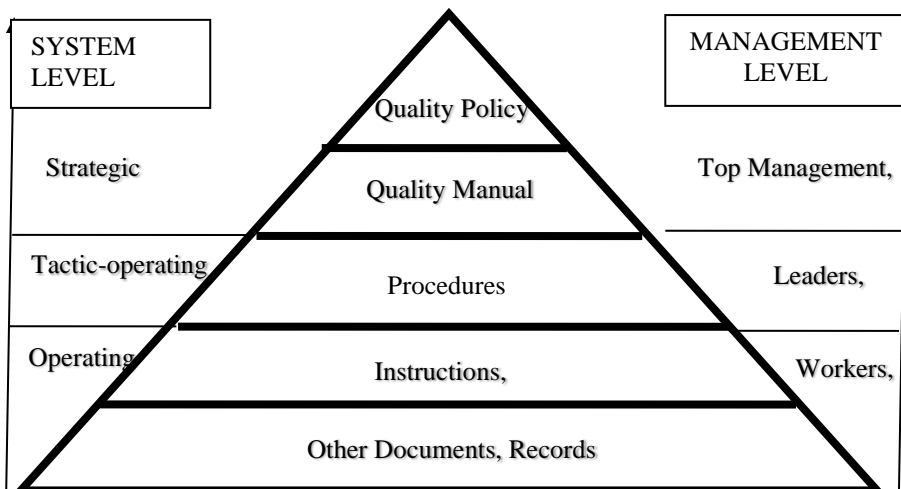 SYSTEM
LEVEL
MANAGEMENT
LEVEL
Quality Policy
Strategic
Quality Manual
Top Management,
Tactic-operating
Procedures
Leaders,
Operating
Instructions,
Workers,
Other Documents, Records